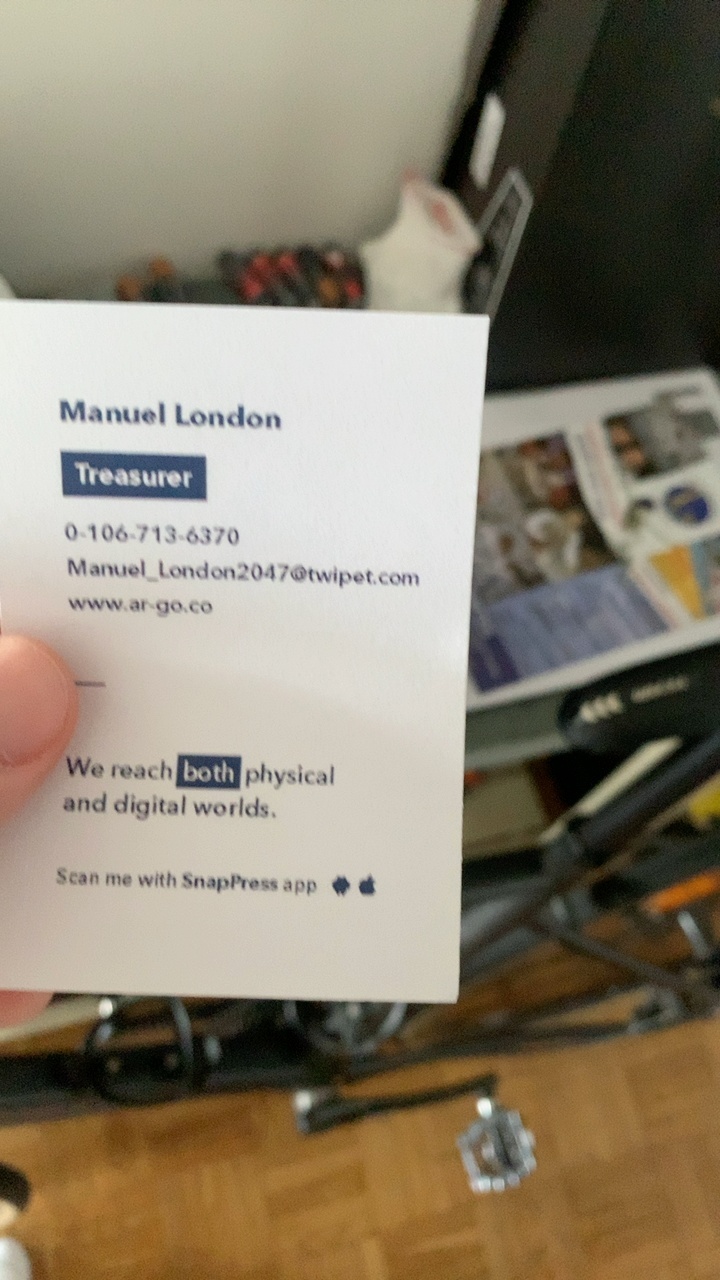 Manuel London
Treasurer
0-106-713-6370
Manuel_London2047@twipet.com
www.ar-go.co
We reach both physical
and digital worlds.
Scan me with SnapPress app